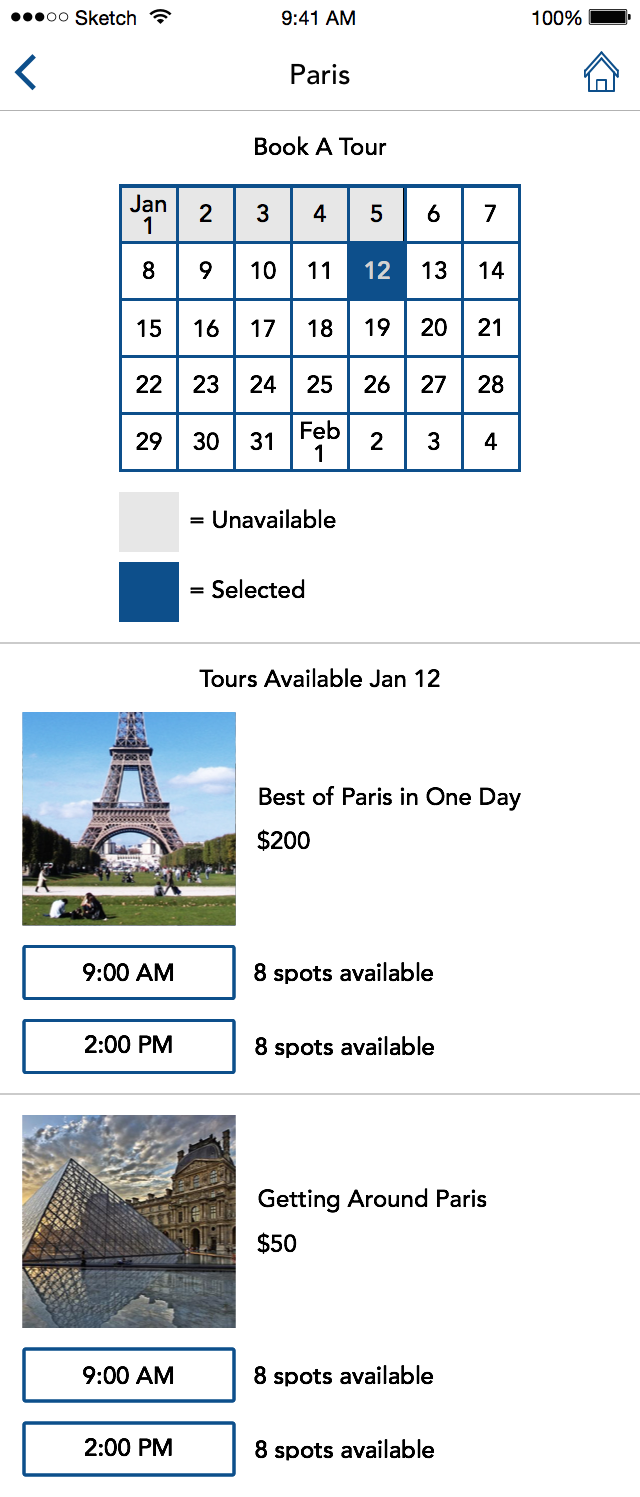 Sketch 9:41 AM 100%
Paris
Book A Tour
Jan 1 2 3 4 5 6 7
8 9 10 11 12 13 14
15 16 17 18 19 20 21
22 23 24 25 26 27 28
29 30 31 Feb 1 2 3 4
= Unavailable
= Selected
Tours Available Jan 12
Best of Paris in One Day
$200
9:00 AM 8 spots available
2:00 PM 8 spots available
Getting Around Paris
$50
9:00 AM 8 spots available
2:00 PM 8 spots available